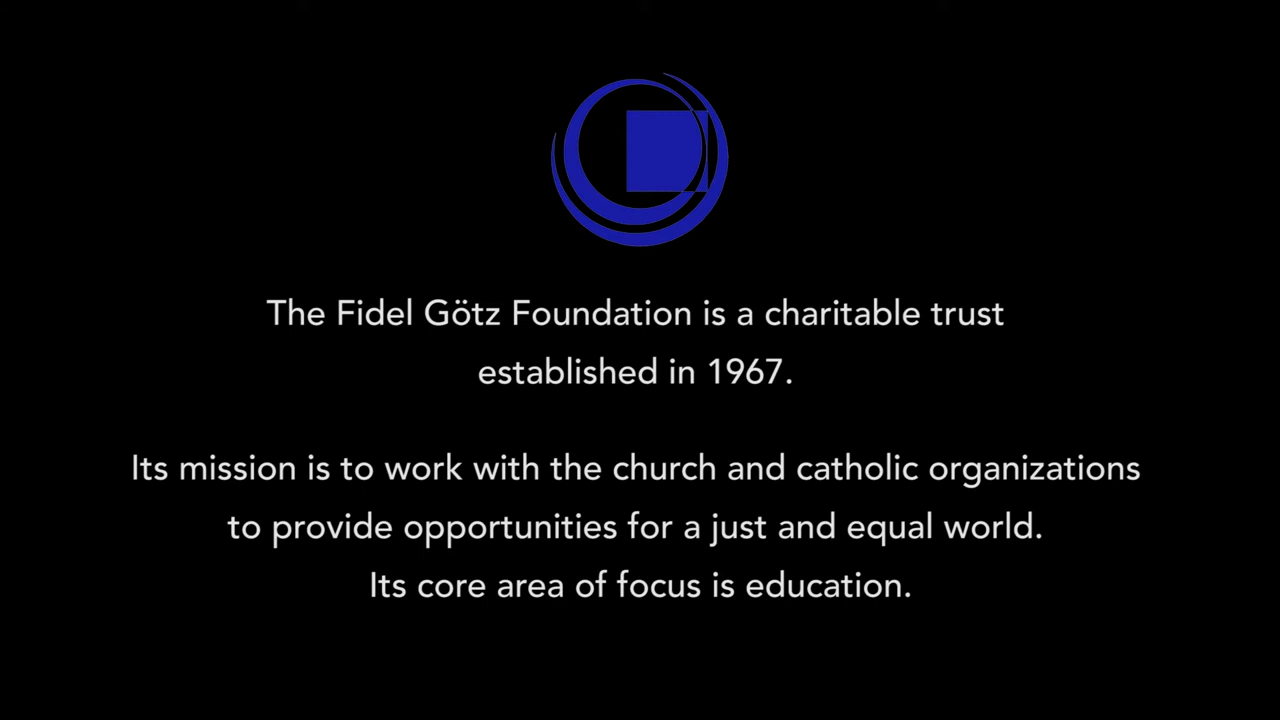 The Fidel Götz Foundation is a charitable trust
established in 1967.
Its mission is to work with the church and catholic organizations
to provide opportunities for a just and equal world.
Its core area of focus is education.